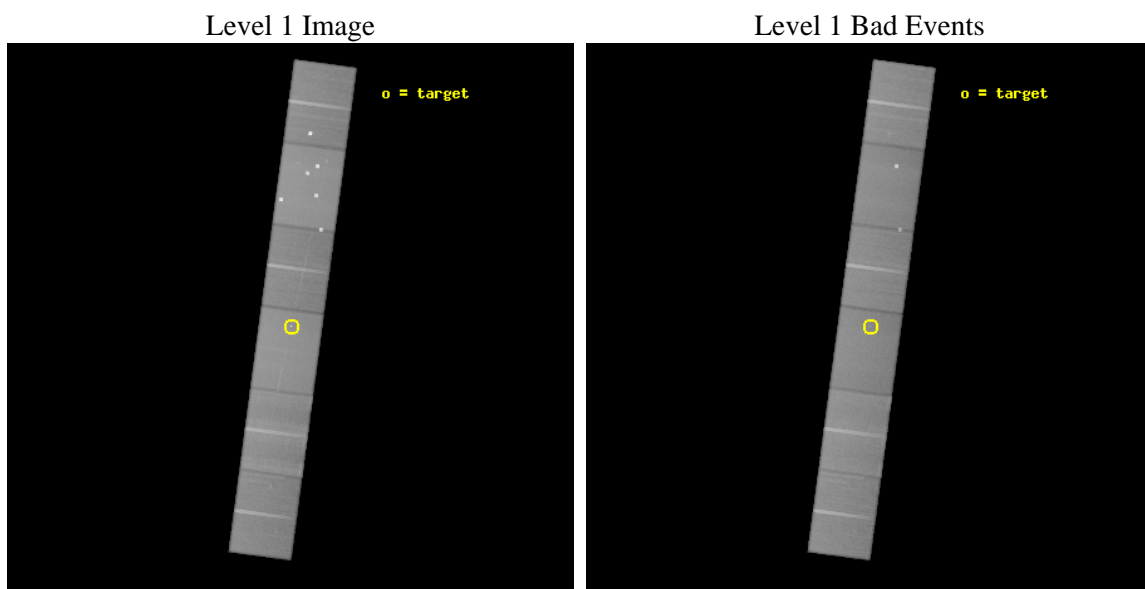 Level 1 Image
Level 1 Bad Events
o = target
o = target